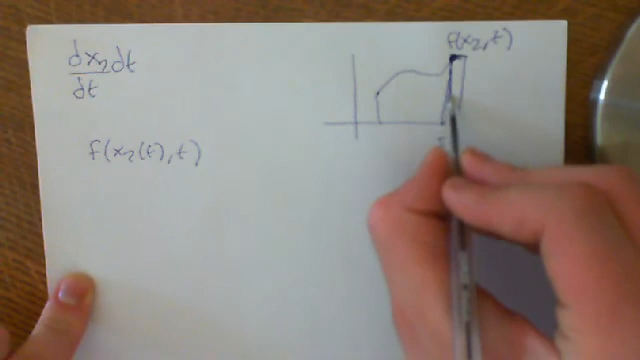 dx₂dt
dt
f(x₂(t), t)
f(x₂, t)